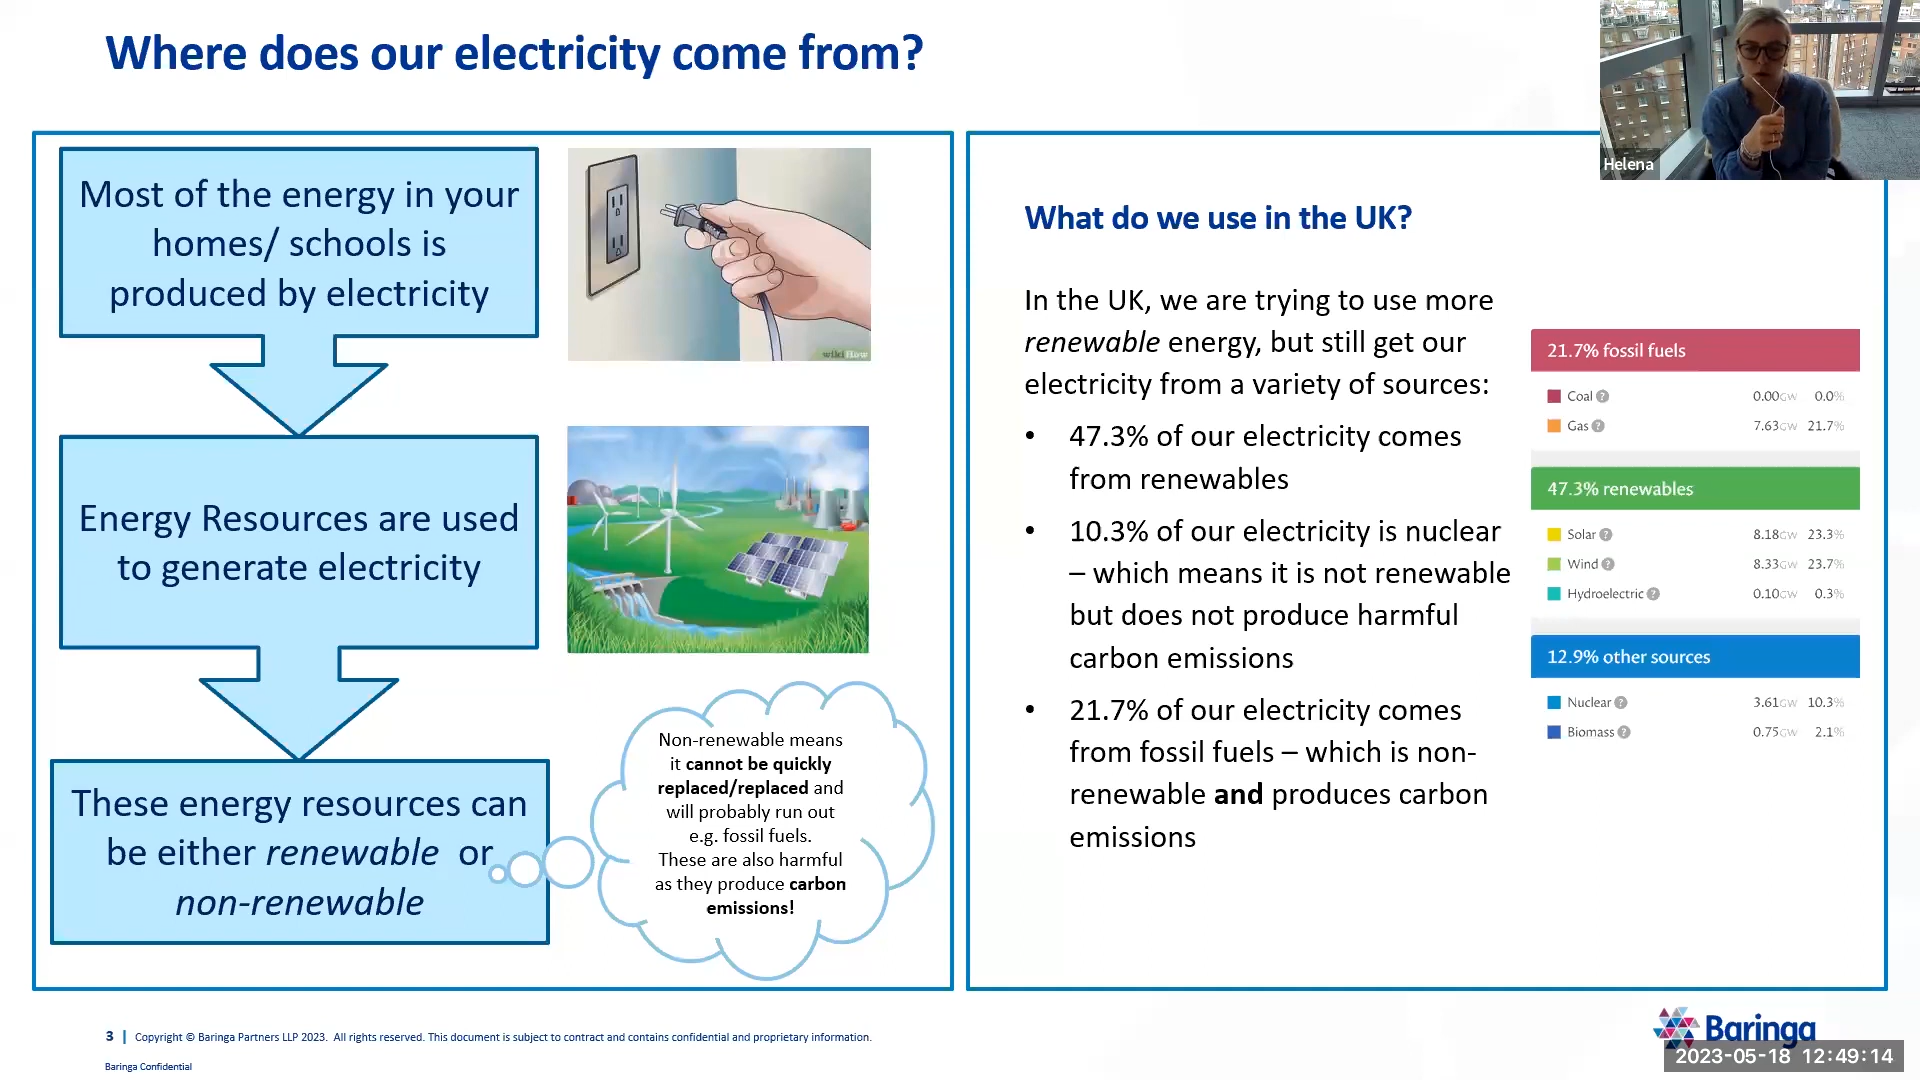 Where does our electricity come from?
Helena
Most of the energy in your
homes/ schools is
produced by electricity
wikiHow
Energy Resources are used
to generate electricity
These energy resources can
be either renewable or
non-renewable
Non-renewable means
it cannot be quickly
replaced/replaced and
will probably run out
e.g. fossil fuels.
These are also harmful
as they produce carbon
emissions!
What do we use in the UK?
In the UK, we are trying to use more
renewable energy, but still get our
electricity from a variety of sources:
• 47.3% of our electricity comes
from renewables
• 10.3% of our electricity is nuclear
– which means it is not renewable
but does not produce harmful
carbon emissions
• 21.7% of our electricity comes
from fossil fuels – which is non-
renewable and produces carbon
emissions
21.7% fossil fuels
Coal ? 0.00GW 0.0%
Gas ? 7.63GW 21.7%
47.3% renewables
Solar ? 8.18GW 23.3%
Wind ? 8.33GW 23.7%
Hydroelectric ? 0.10GW 0.3%
12.9% other sources
Nuclear ? 3.61GW 10.3%
Biomass ? 0.75GW 2.1%
3 | Copyright © Baringa Partners LLP 2023. All rights reserved. This document is subject to contract and contains confidential and proprietary information.
Baringa Confidential
Baringa
2023-05-18 12:49:14